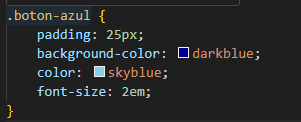 .boton-azul {
    padding: 25px;
    background-color: darkblue;
    color: skyblue;
    font-size: 2em;
}